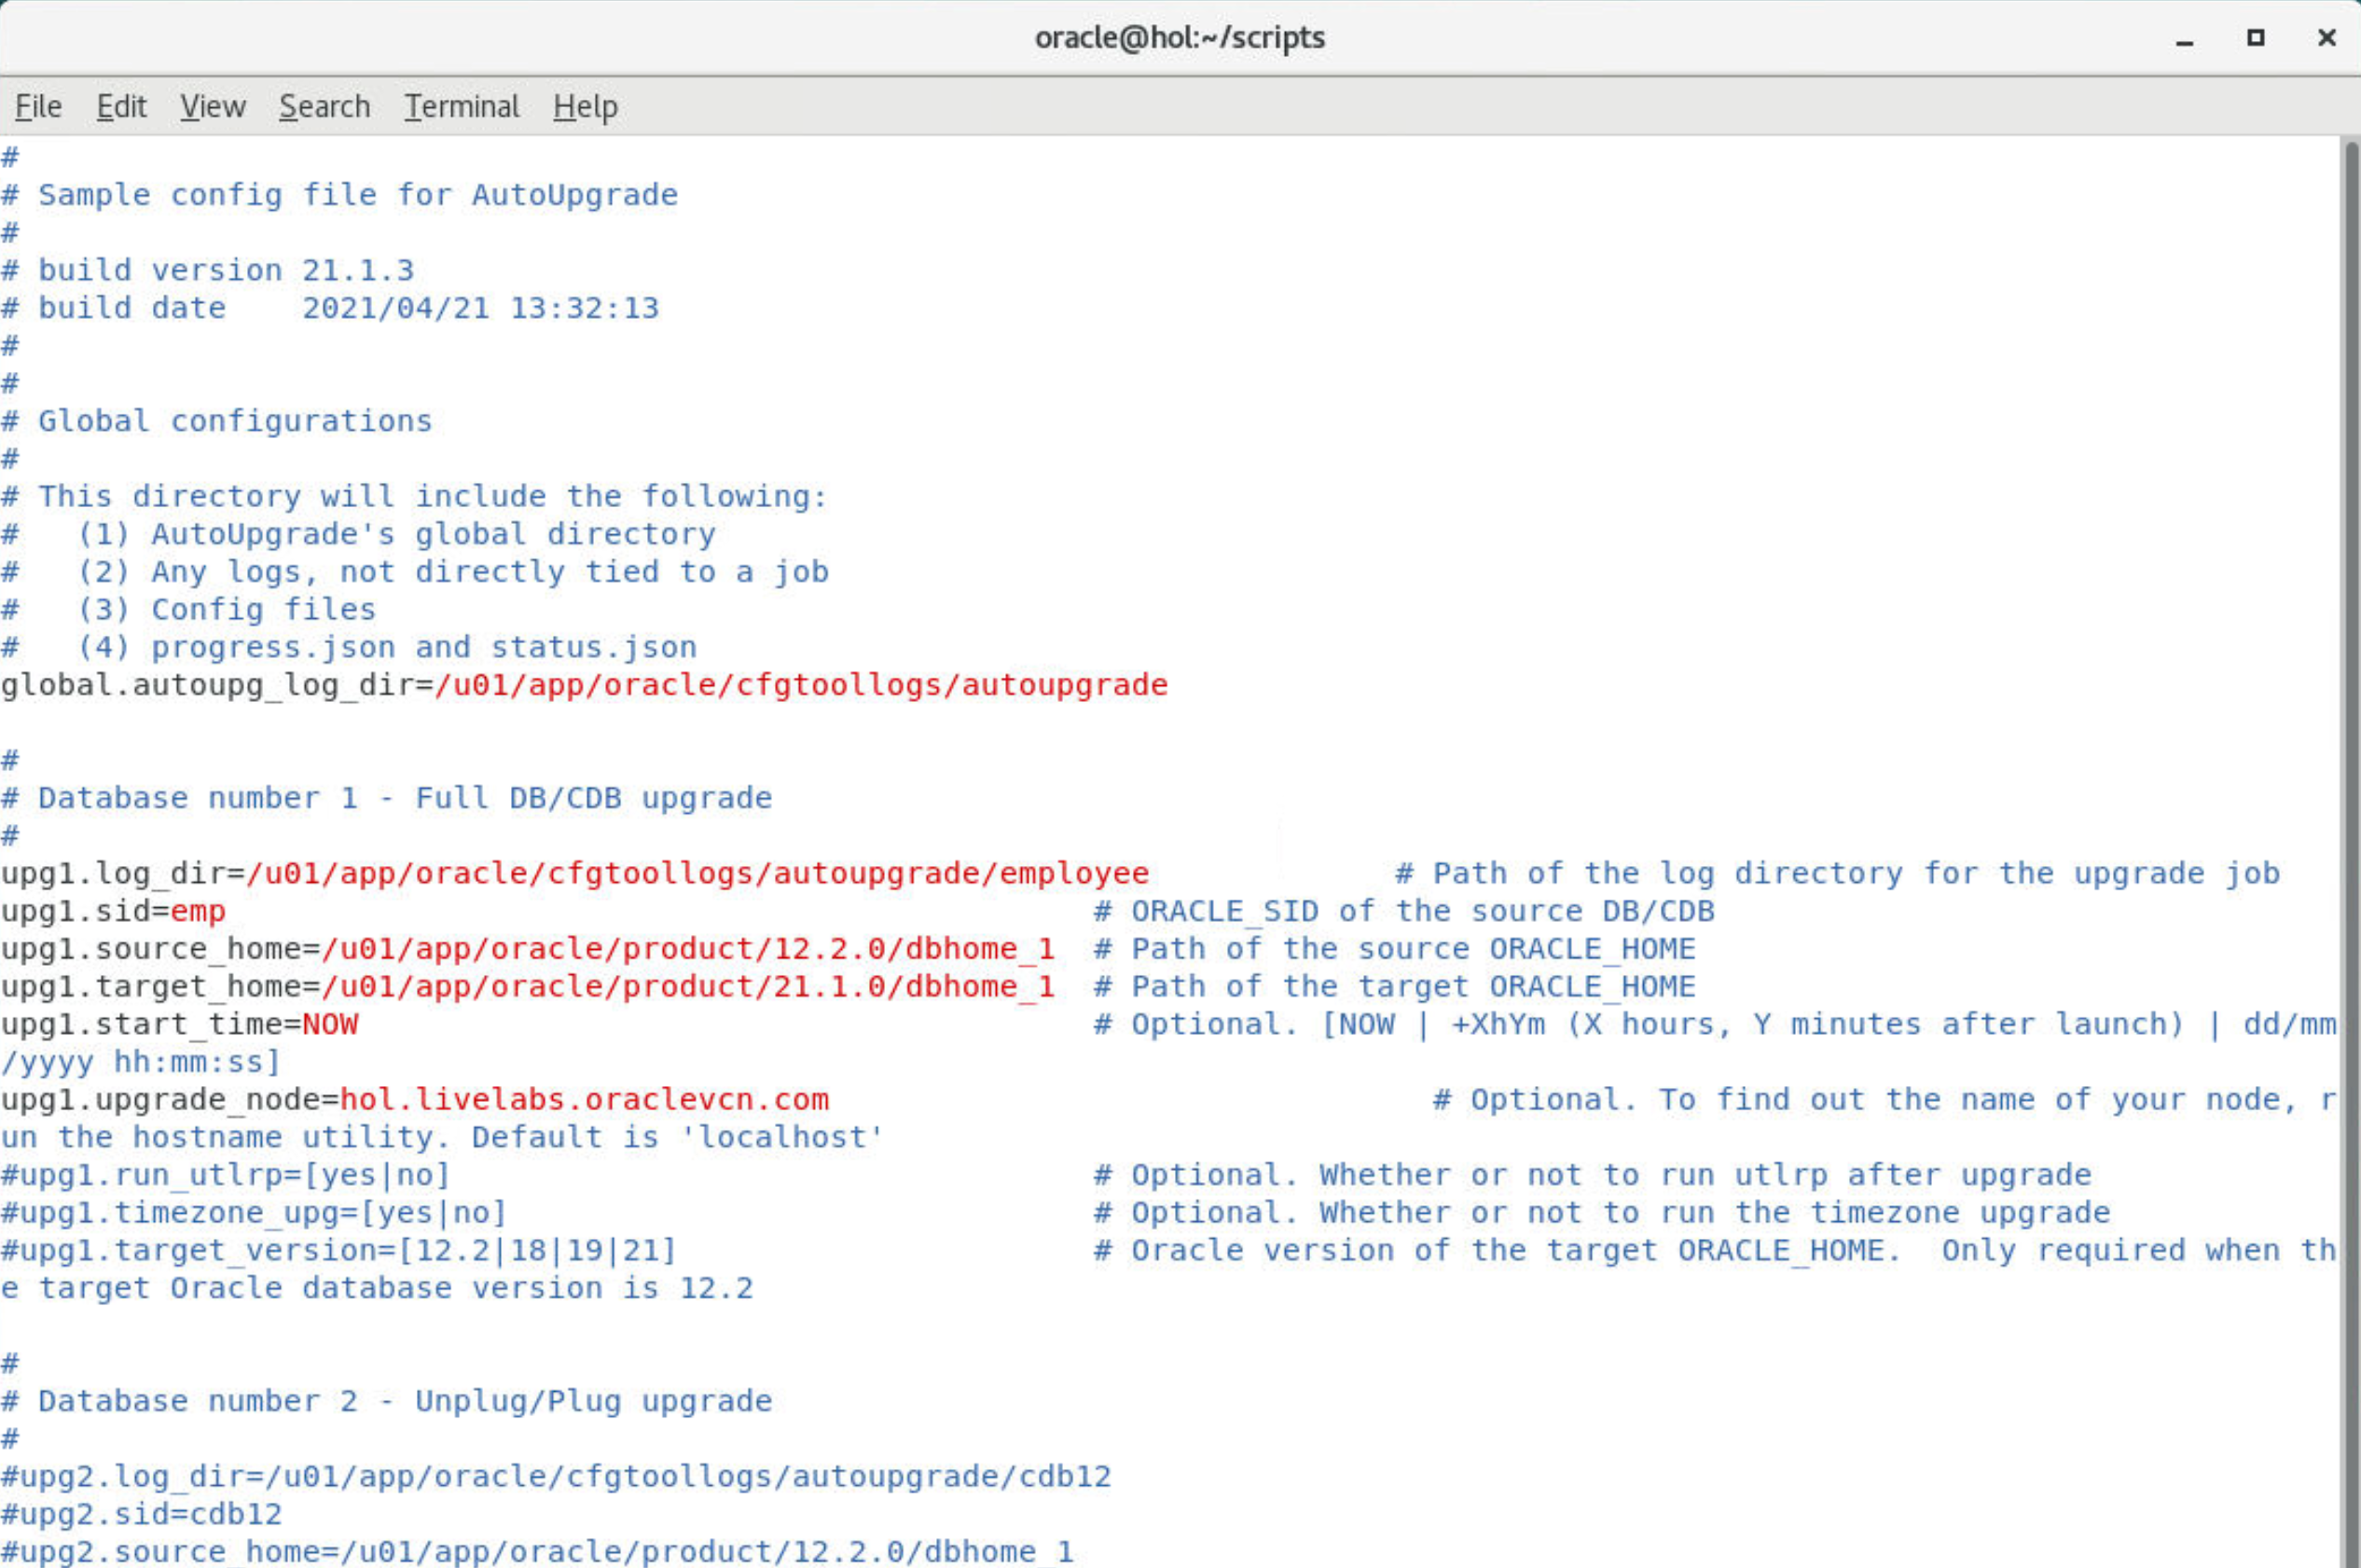 oracle@hol:~/scripts
File Edit View Search Terminal Help
#
# Sample config file for AutoUpgrade
#
# build version 21.1.3
# build date    2021/04/21 13:32:13
#
#
# Global configurations
#
# This directory will include the following:
#   (1) AutoUpgrade's global directory
#   (2) Any logs, not directly tied to a job
#   (3) Config files
#   (4) progress.json and status.json
global.autoupg_log_dir=/u01/app/oracle/cfgtoollogs/autoupgrade
#
# Database number 1 - Full DB/CDB upgrade
#
upg1.log_dir=/u01/app/oracle/cfgtoollogs/autoupgrade/employee             # Path of the log directory for the upgrade job
upg1.sid=emp                                              # ORACLE_SID of the source DB/CDB
upg1.source_home=/u01/app/oracle/product/12.2.0/dbhome_1  # Path of the source ORACLE_HOME
upg1.target_home=/u01/app/oracle/product/21.1.0/dbhome_1  # Path of the target ORACLE_HOME
upg1.start_time=NOW                                       # Optional. [NOW | +XhYm (X hours, Y minutes after launch) | dd/mm
/yyyy hh:mm:ss]
upg1.upgrade_node=hol.livelabs.oraclevcn.com                                # Optional. To find out the name of your node, r
un the hostname utility. Default is 'localhost'
#upg1.run_utlrp=[yes|no]                                  # Optional. Whether or not to run utlrp after upgrade
#upg1.timezone_upg=[yes|no]                               # Optional. Whether or not to run the timezone upgrade
#upg1.target_version=[12.2|18|19|21]                      # Oracle version of the target ORACLE_HOME.  Only required when th
e target Oracle database version is 12.2
#
# Database number 2 - Unplug/Plug upgrade
#
#upg2.log_dir=/u01/app/oracle/cfgtoollogs/autoupgrade/cdb12
#upg2.sid=cdb12
#upg2.source_home=/u01/app/oracle/product/12.2.0/dbhome_1